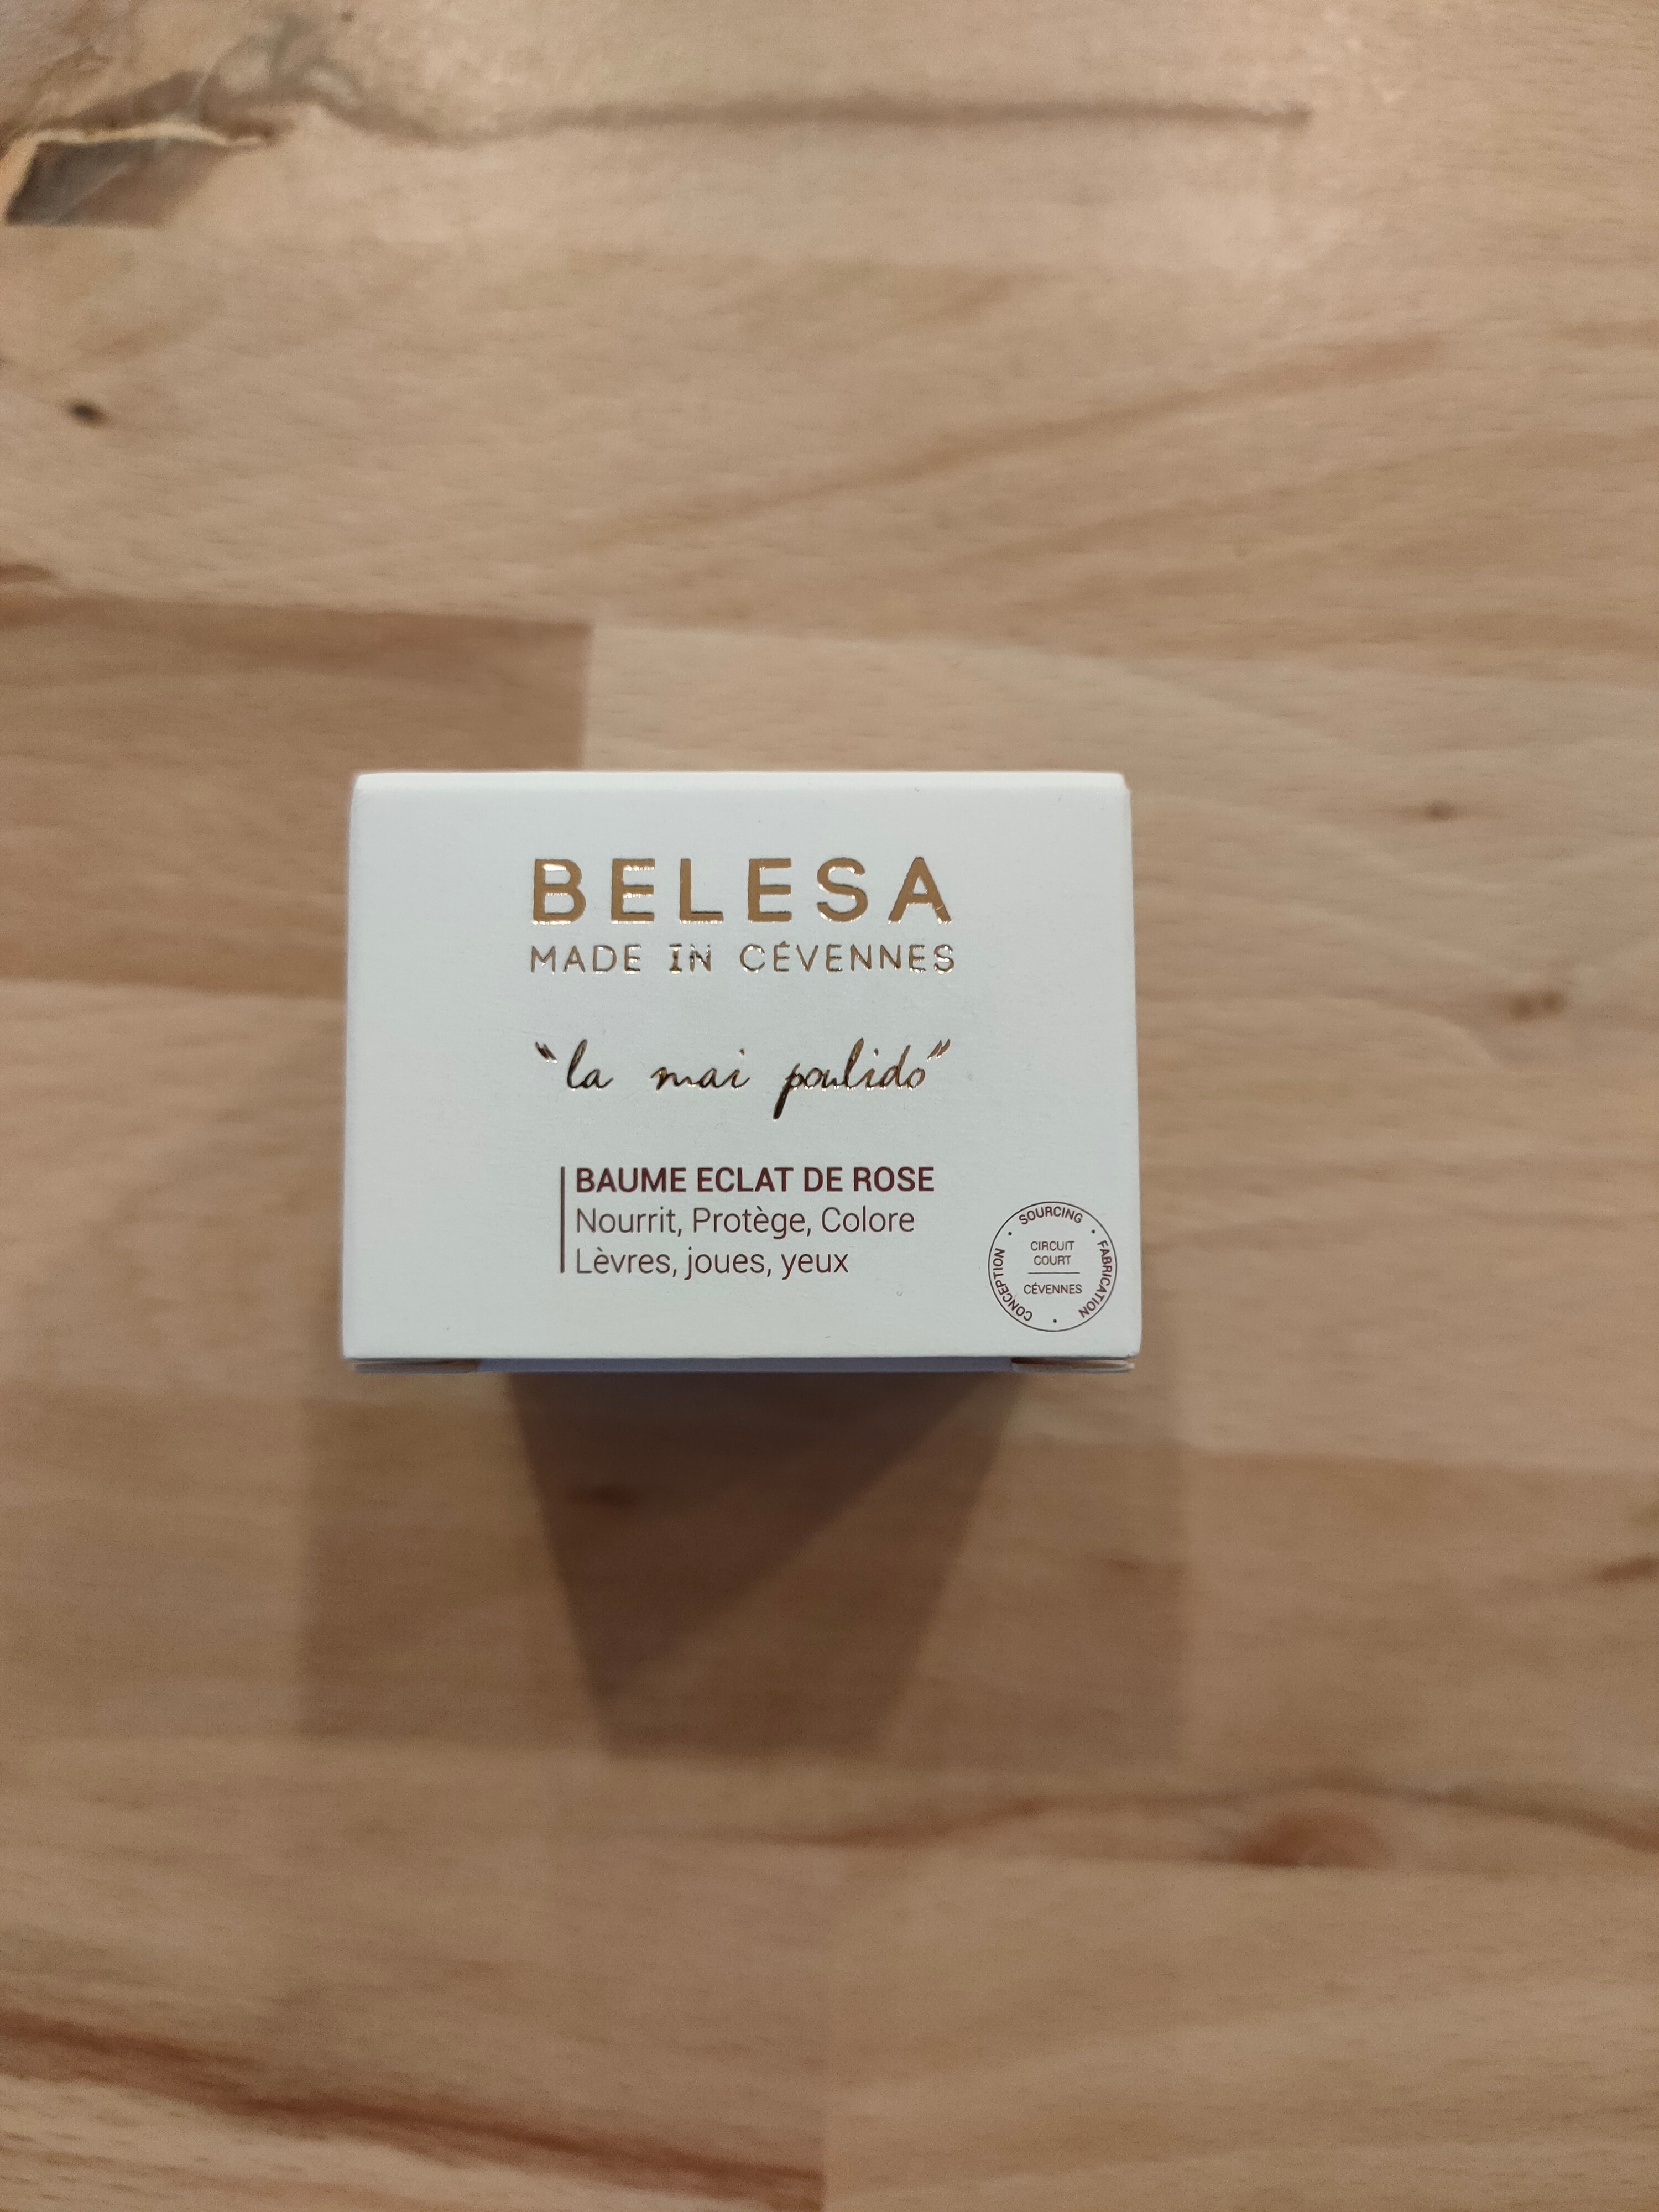 BELESA
MADE IN CÉVENNES
"la mai poulido"
BAUME ECLAT DE ROSE
Nourrit, Protège, Colore
Lèvres, joues, yeux
SOURCING • FABRICATION • CONCEPTION •
CIRCUIT
COURT
CÉVENNES